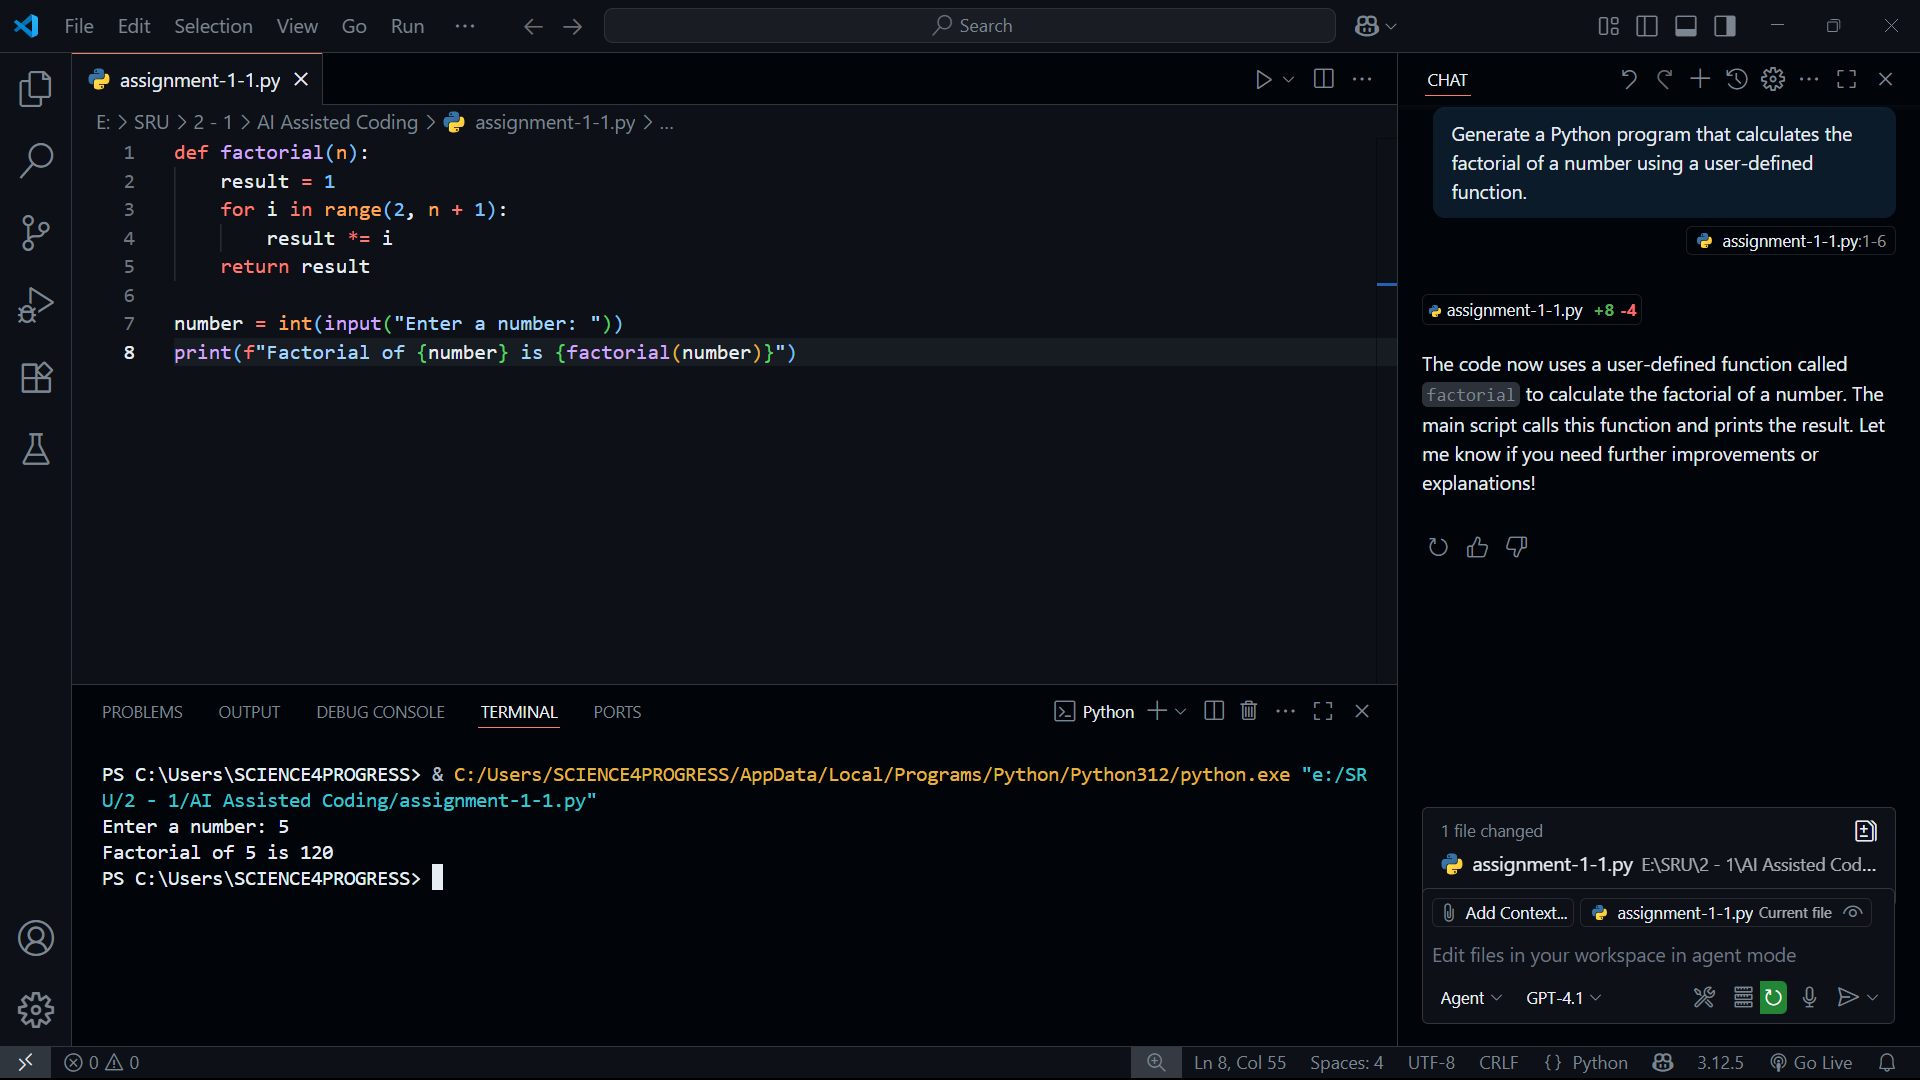 File Edit Selection View Go Run ... Search
assignment-1-1.py
E: > SRU > 2 - 1 > AI Assisted Coding > assignment-1-1.py > ...
1 def factorial(n):
2     result = 1
3     for i in range(2, n + 1):
4         result *= i
5     return result
6
7 number = int(input("Enter a number: "))
8 print(f"Factorial of {number} is {factorial(number)}")
PROBLEMS OUTPUT DEBUG CONSOLE TERMINAL PORTS Python
PS C:\Users\SCIENCE4PROGRESS> & C:/Users/SCIENCE4PROGRESS/AppData/Local/Programs/Python/Python312/python.exe "e:/SR
U/2 - 1/AI Assisted Coding/assignment-1-1.py"
Enter a number: 5
Factorial of 5 is 120
PS C:\Users\SCIENCE4PROGRESS>
CHAT
Generate a Python program that calculates the
factorial of a number using a user-defined
function.
assignment-1-1.py:1-6
assignment-1-1.py +8 -4
The code now uses a user-defined function called
factorial to calculate the factorial of a number. The
main script calls this function and prints the result. Let
me know if you need further improvements or
explanations!
1 file changed
assignment-1-1.py E:\SRU\2 - 1\AI Assisted Cod...
Add Context... assignment-1-1.py Current file
Edit files in your workspace in agent mode
Agent GPT-4.1
0 0 Ln 8, Col 55 Spaces: 4 UTF-8 CRLF {} Python 3.12.5 Go Live